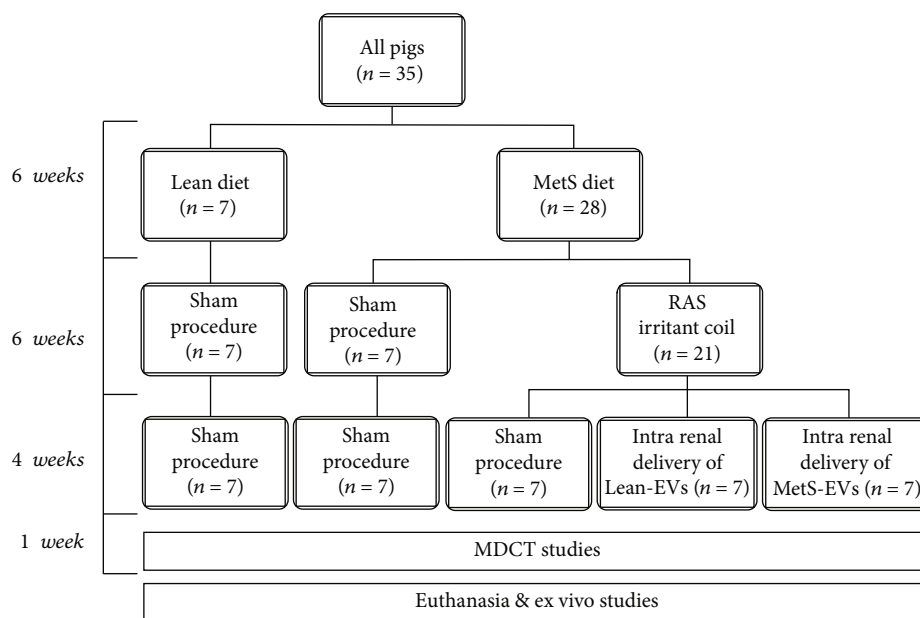 All pigs
(n = 35)
6 weeks
Lean diet
(n = 7)
MetS diet
(n = 28)
6 weeks
Sham
procedure
(n = 7)
Sham
procedure
(n = 7)
RAS
irritant coil
(n = 21)
4 weeks
Sham
procedure
(n = 7)
Sham
procedure
(n = 7)
Sham
procedure
(n = 7)
Intra renal
delivery of
Lean-EVs (n = 7)
Intra renal
delivery of
MetS-EVs (n = 7)
1 week
MDCT studies
Euthanasia & ex vivo studies